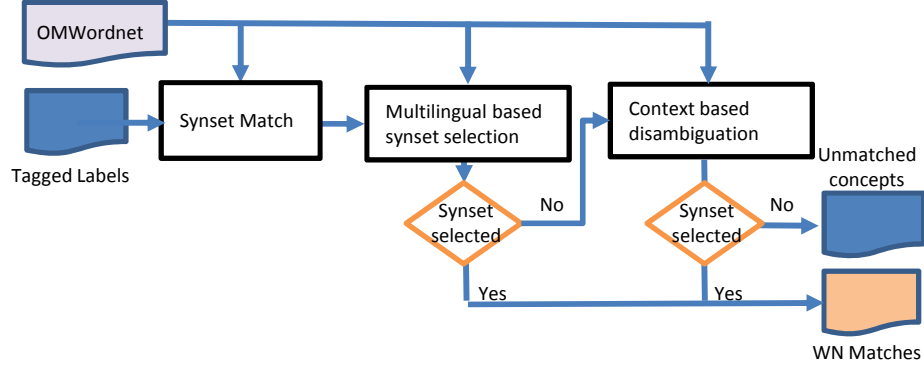 OMWordnet
Tagged Labels
Synset Match
Multilingual based
synset selection
Context based
disambiguation
Synset
selected
No
Yes
Synset
selected
No
Yes
Unmatched
concepts
WN Matches